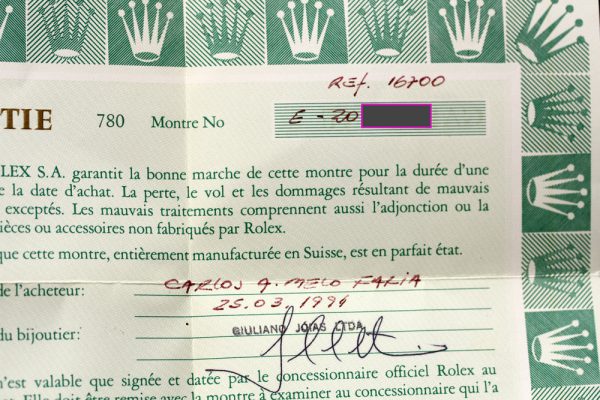 Ref. 16700
TIE 780 Montre No E - 20
LEX S.A. garantit la bonne marche de cette montre pour la durée d'une
e la date d'achat. La perte, le vol et les dommages résultant de mauvais
exceptés. Les mauvais traitements comprennent aussi l'adjonction ou la
ièces ou accessoires non fabriqués par Rolex.
que cette montre, entièrement manufacturée en Suisse, est en parfait état.
de l'acheteur: CARLOS A. MELO FARIA
25.03.1991
du bijoutier: GIULIANO JOIAS LTDA.
n'est valable que signée et datée par le concessionnaire officiel Rolex au
Elle doit être remise avec la montre à examiner au concessionnaire qui l'a